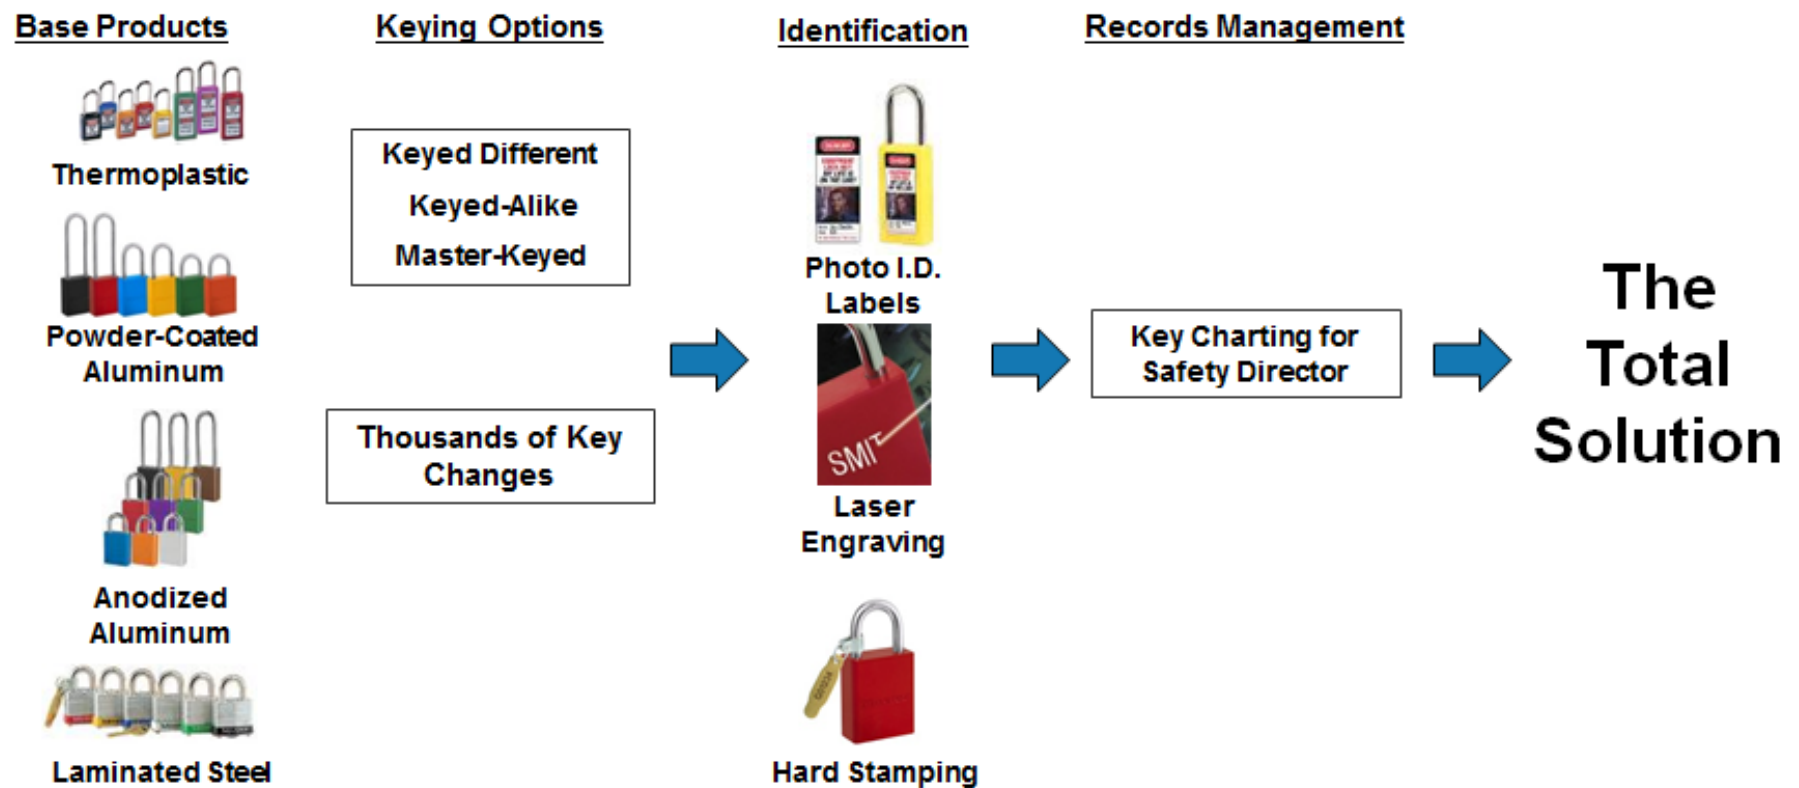 Base Products
Thermoplastic
Powder-Coated
Aluminum
Anodized
Aluminum
Laminated Steel
Keying Options
Keyed Different
Keyed-Alike
Master-Keyed
Thousands of Key
Changes
Identification
Photo I.D.
Labels
SMIT
Laser
Engraving
Hard Stamping
Records Management
Key Charting for
Safety Director
The
Total
Solution